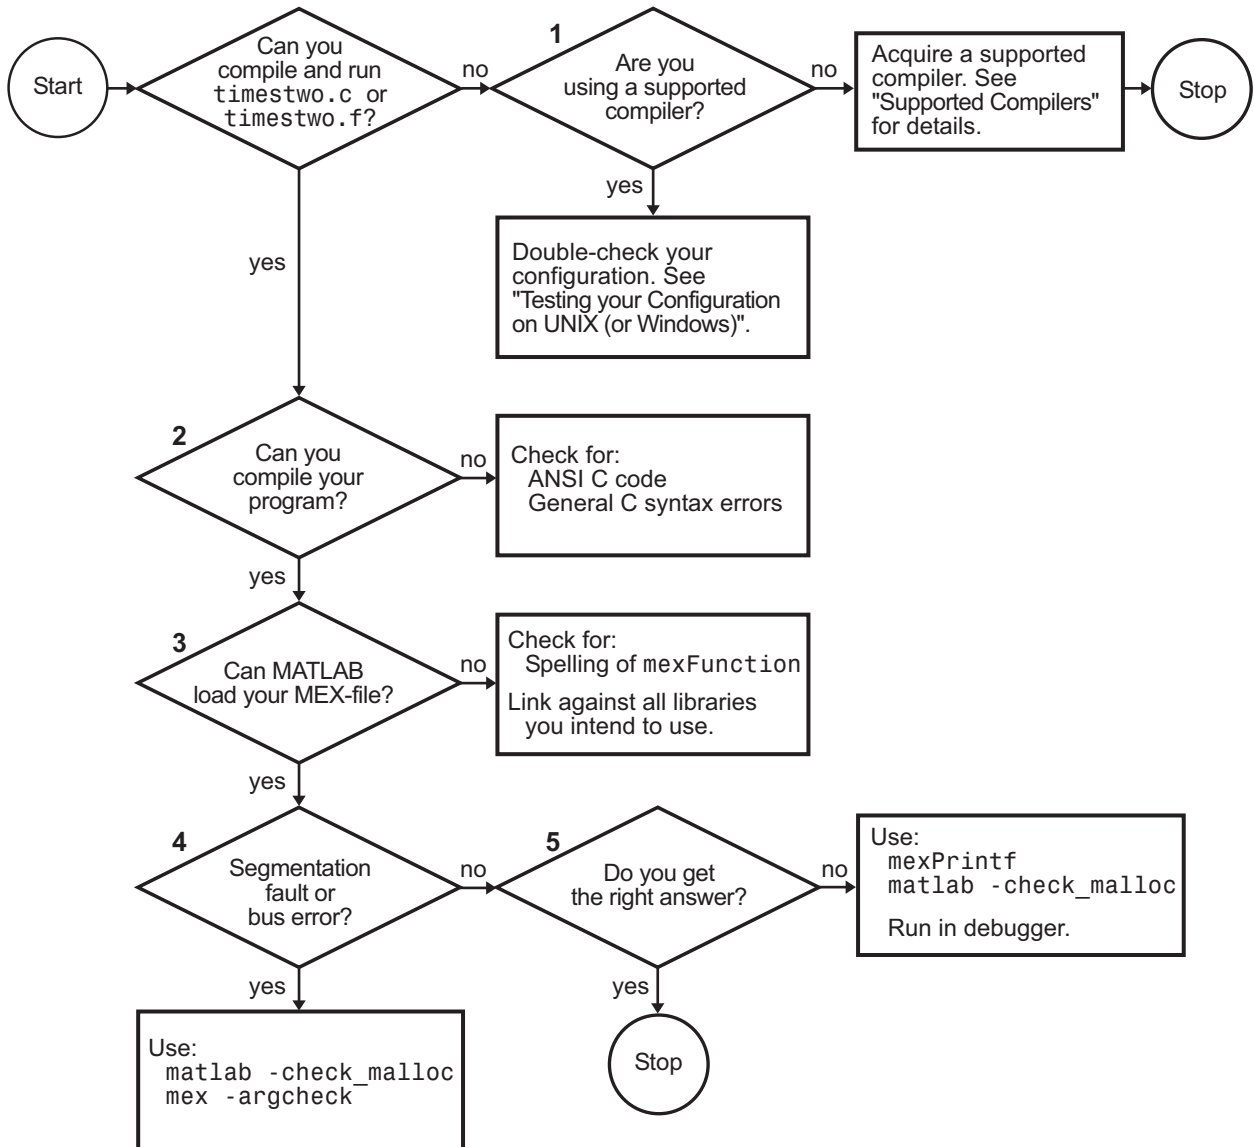 Start
Can you
compile and run
timestwo.c or
timestwo.f?
no
1
Are you
using a supported
compiler?
no
Acquire a supported
compiler. See
"Supported Compilers"
for details.
Stop
yes
Double-check your
configuration. See
"Testing your Configuration
on UNIX (or Windows)".
yes
2
Can you
compile your
program?
no
Check for:
ANSI C code
General C syntax errors
yes
3
Can MATLAB
load your MEX-file?
no
Check for:
Spelling of mexFunction
Link against all libraries
you intend to use.
yes
4
Segmentation
fault or
bus error?
no
5
Do you get
the right answer?
no
Use:
mexPrintf
matlab -check_malloc
Run in debugger.
yes
Use:
matlab -check_malloc
mex -argcheck
yes
Stop